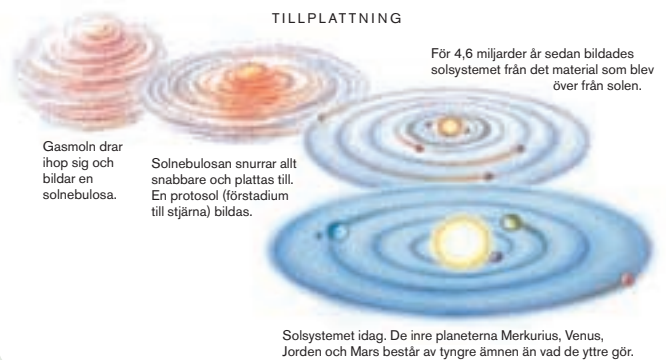 TILLPLATTNING
För 4,6 miljarder år sedan bildades
solsystemet från det material som blev
över från solen.
Gasmoln drar
ihop sig och
bildar en
solnebulosa.
Solnebulosan snurrar allt
snabbare och plattas till.
En protosol (förstadium
till stjärna) bildas.
Solsystemet idag. De inre planeterna Merkurius, Venus,
Jorden och Mars består av tyngre ämnen än vad de yttre gör.